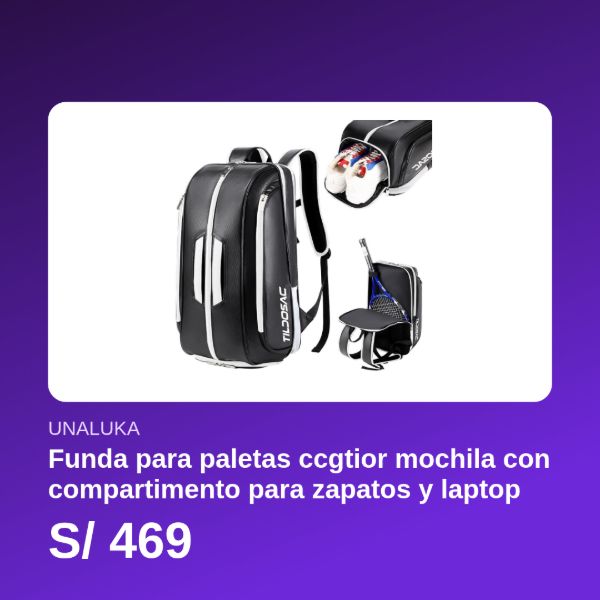 TILDOSAC
UNALUKA
Funda para paletas ccgtior mochila con
compartimento para zapatos y laptop
S/ 469